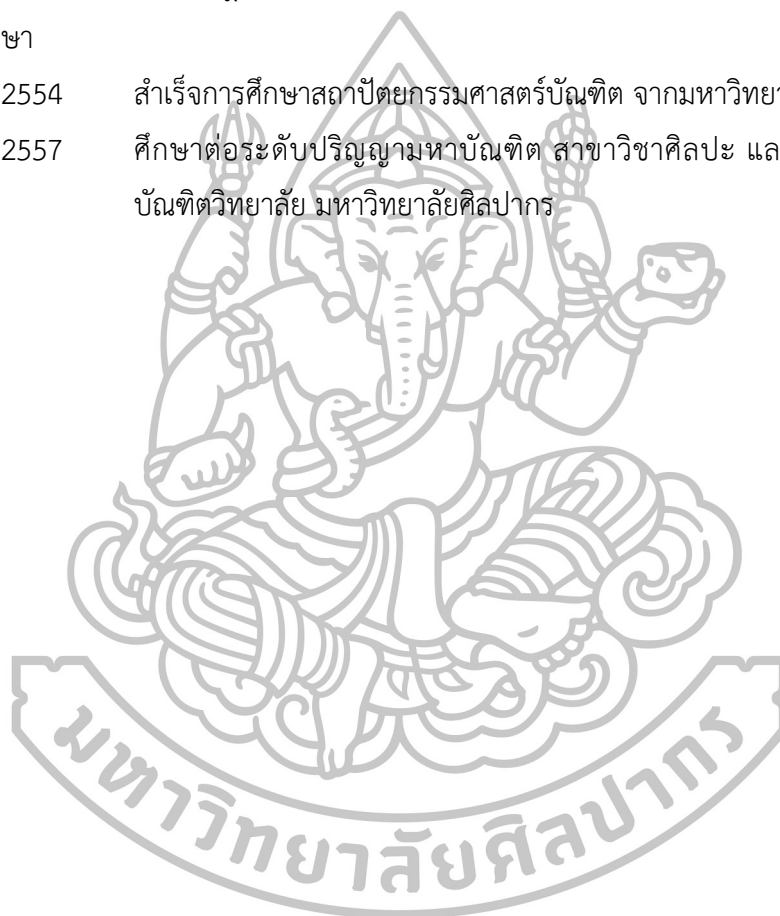 ษา
2554 สำเร็จการศึกษาสถาปัตยกรรมศาสตร์บัณฑิต จากมหาวิทยา
2557 ศึกษาต่อระดับปริญญามหาบัณฑิต สาขาวิชาศิลปะ และ
บัณฑิตวิทยาลัย มหาวิทยาลัยศิลปากร
มหาวิทยาลัยศิลปากร